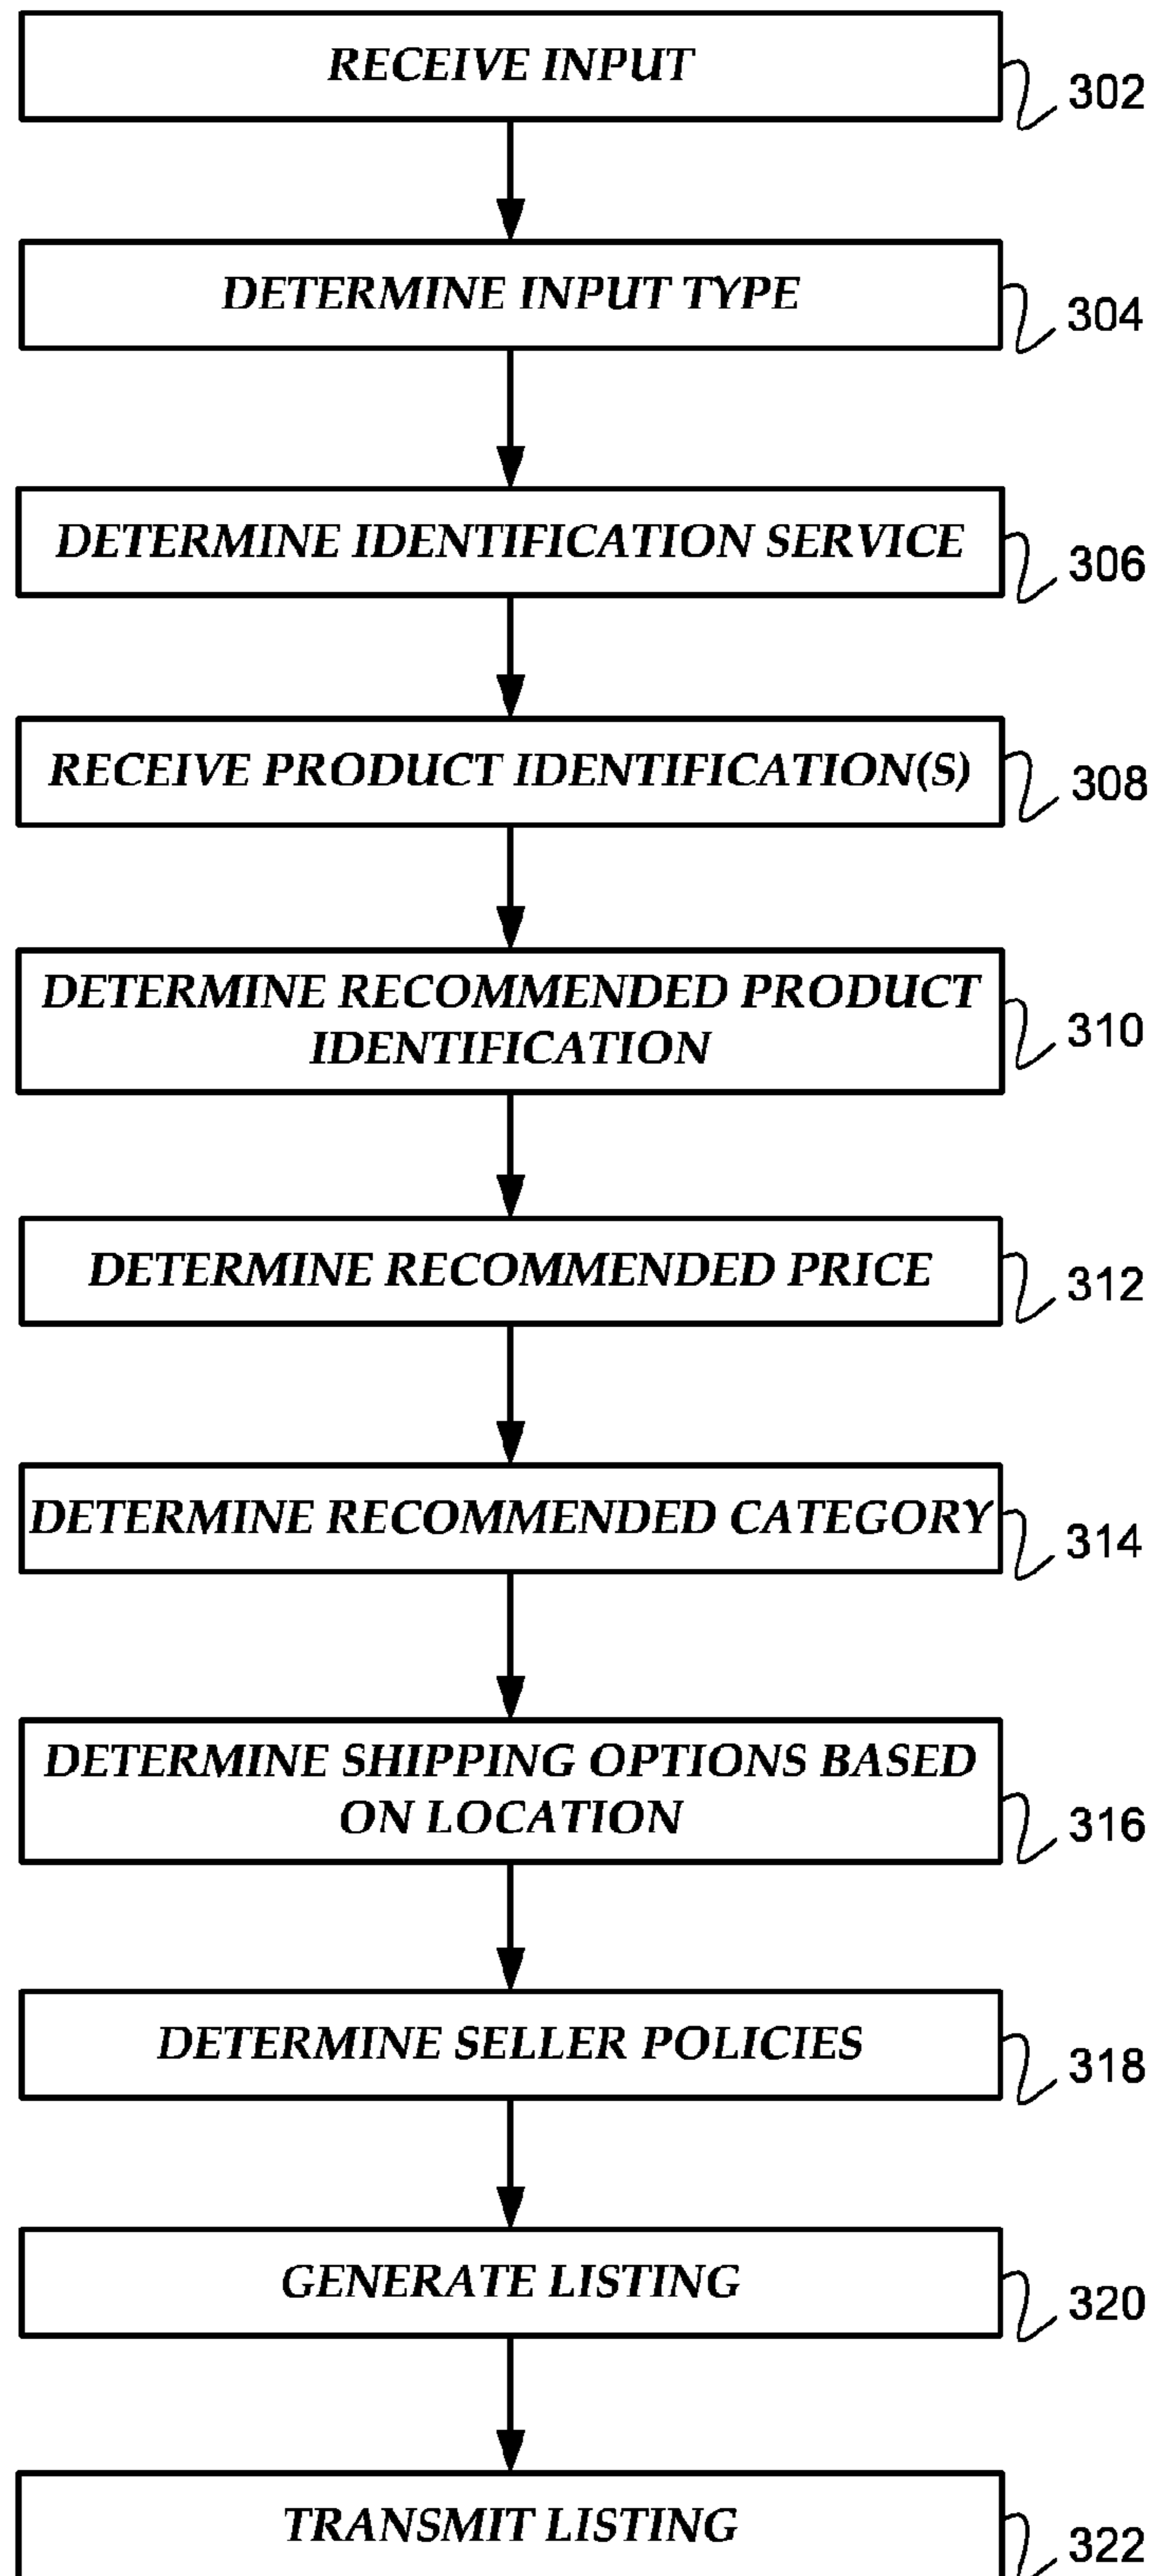 RECEIVE INPUT
302
DETERMINE INPUT TYPE
304
DETERMINE IDENTIFICATION SERVICE
306
RECEIVE PRODUCT IDENTIFICATION(S)
308
DETERMINE RECOMMENDED PRODUCT
IDENTIFICATION
310
DETERMINE RECOMMENDED PRICE
312
DETERMINE RECOMMENDED CATEGORY
314
DETERMINE SHIPPING OPTIONS BASED
ON LOCATION
316
DETERMINE SELLER POLICIES
318
GENERATE LISTING
320
TRANSMIT LISTING
322